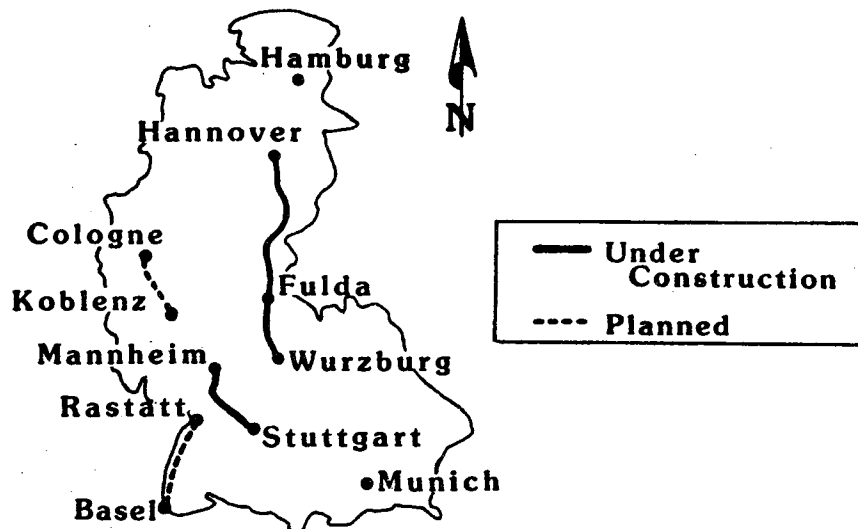 Hamburg
N
Hannover
Cologne
Under
Construction
Koblenz
Fulda
Planned
Mannheim
Wurzburg
Rastatt
Stuttgart
Munich
Basel